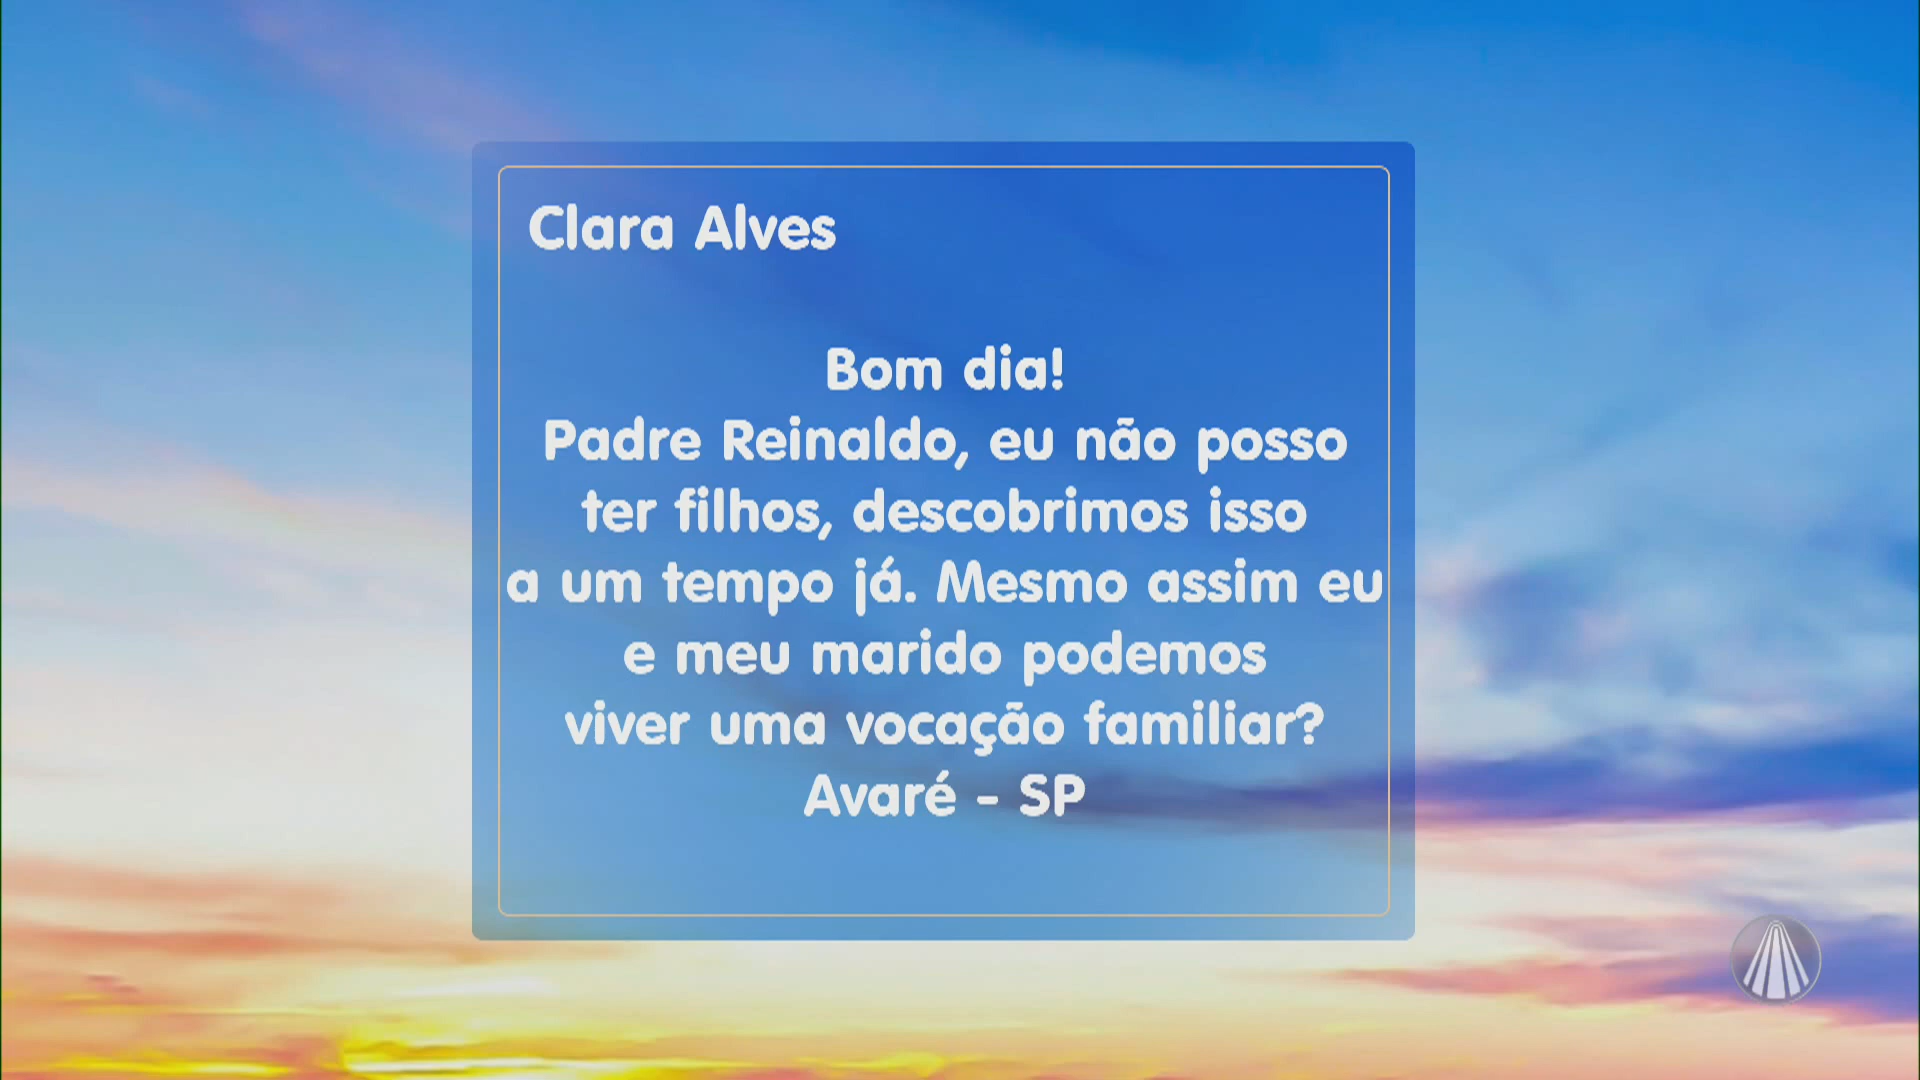 Clara Alves
Bom dia!
Padre Reinaldo, eu não posso
ter filhos, descobrimos isso
a um tempo já. Mesmo assim eu
e meu marido podemos
viver uma vocação familiar?
Avaré - SP